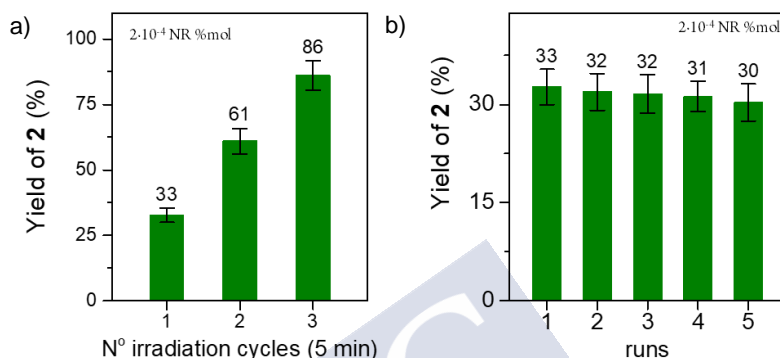 a)
2·10⁻⁴ NR %mol
Yield of 2 (%)
100
75
50
25
0
33
61
86
1 2 3
Nº irradiation cycles (5 min)
b)
2·10⁻⁴ NR %mol
Yield of 2 (%)
30
15
0
33 32 32 31 30
1 2 3 4 5
runs